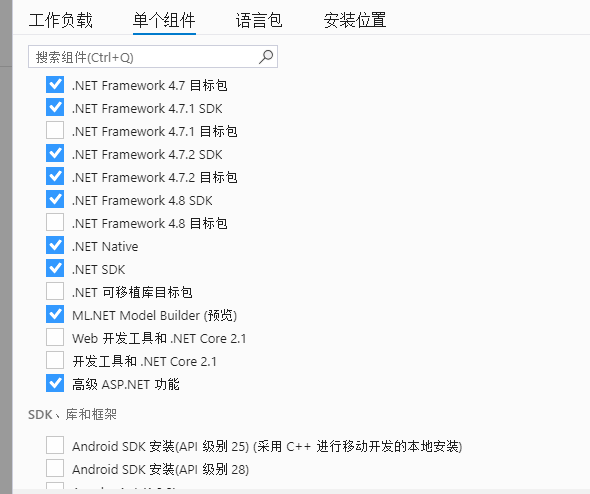 工作负载 单个组件 语言包 安装位置
搜索组件(Ctrl+Q)
.NET Framework 4.7 目标包
.NET Framework 4.7.1 SDK
.NET Framework 4.7.1 目标包
.NET Framework 4.7.2 SDK
.NET Framework 4.7.2 目标包
.NET Framework 4.8 SDK
.NET Framework 4.8 目标包
.NET Native
.NET SDK
.NET 可移植库目标包
ML.NET Model Builder (预览)
Web 开发工具和 .NET Core 2.1
开发工具和 .NET Core 2.1
高级 ASP.NET 功能
SDK、库和框架
Android SDK 安装(API 级别 25) (采用 C++ 进行移动开发的本地安装)
Android SDK 安装(API 级别 28)